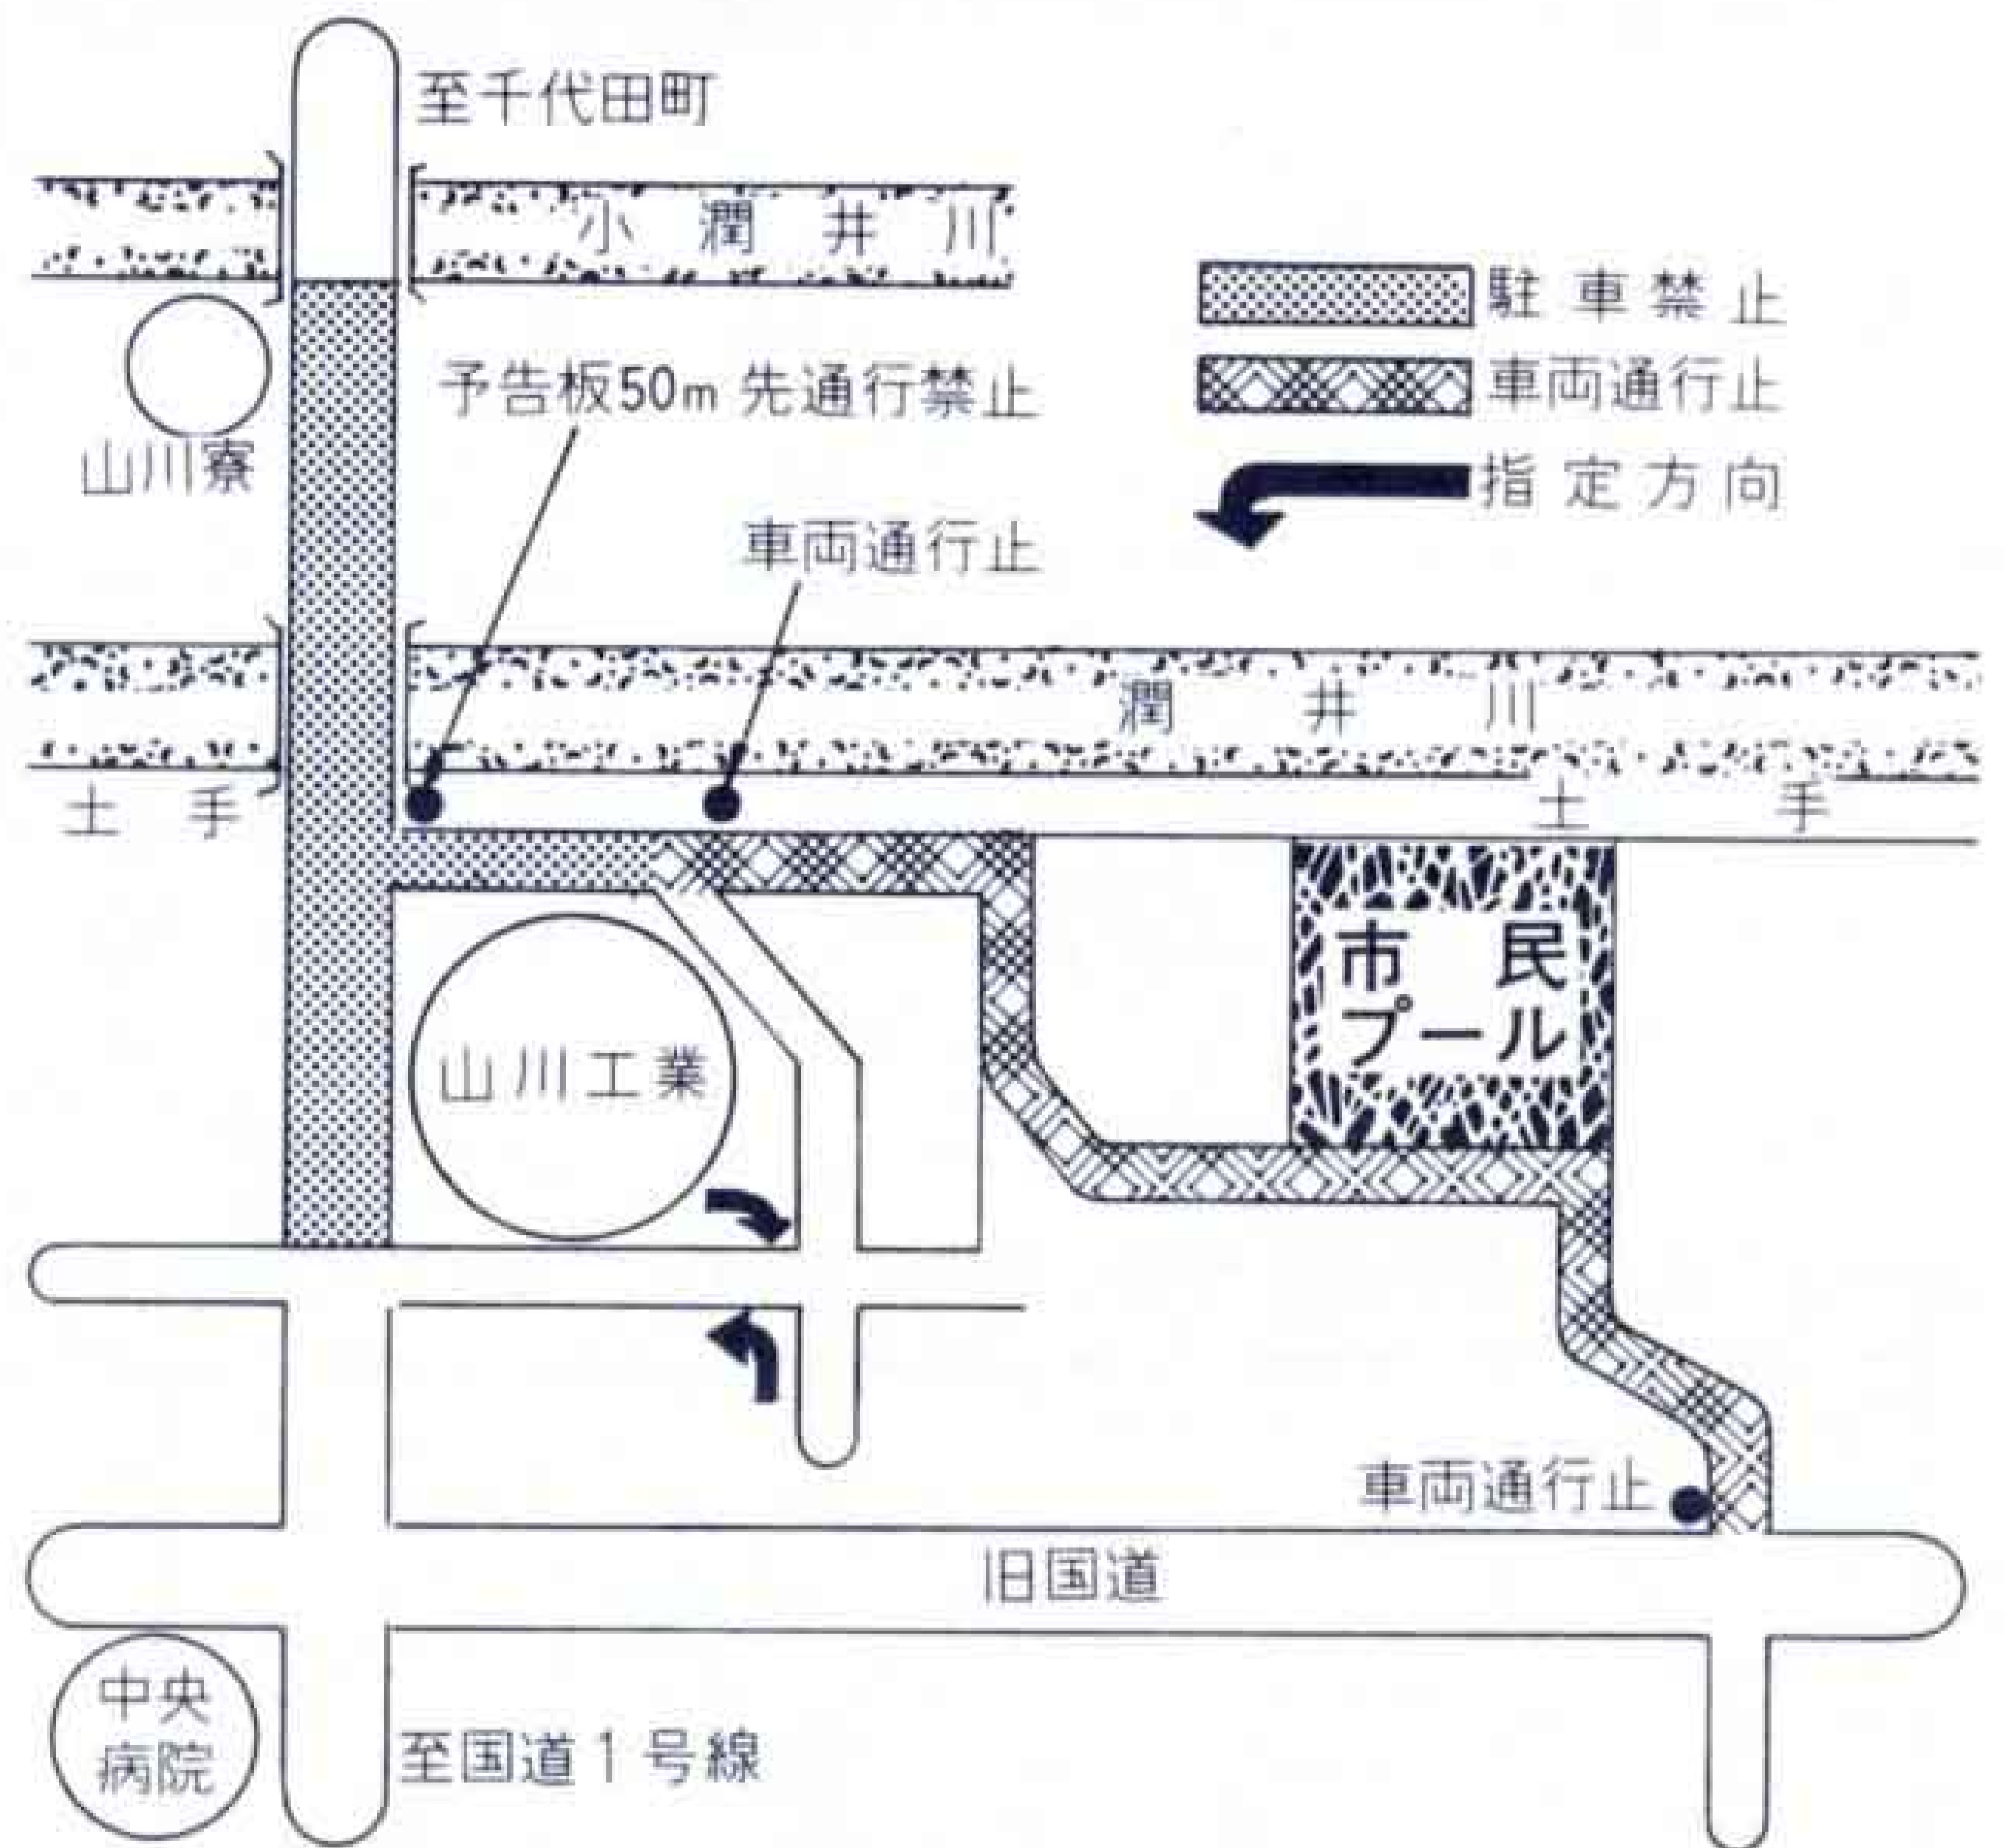 至千代田町
小潤井川
駐車禁止
予告板50m先通行禁止
車両通行止
山川寮
指定方向
車両通行止
潤井川
土手
土手
市民
プール
山川工業
車両通行止
旧国道
中央
病院
至国道1号線